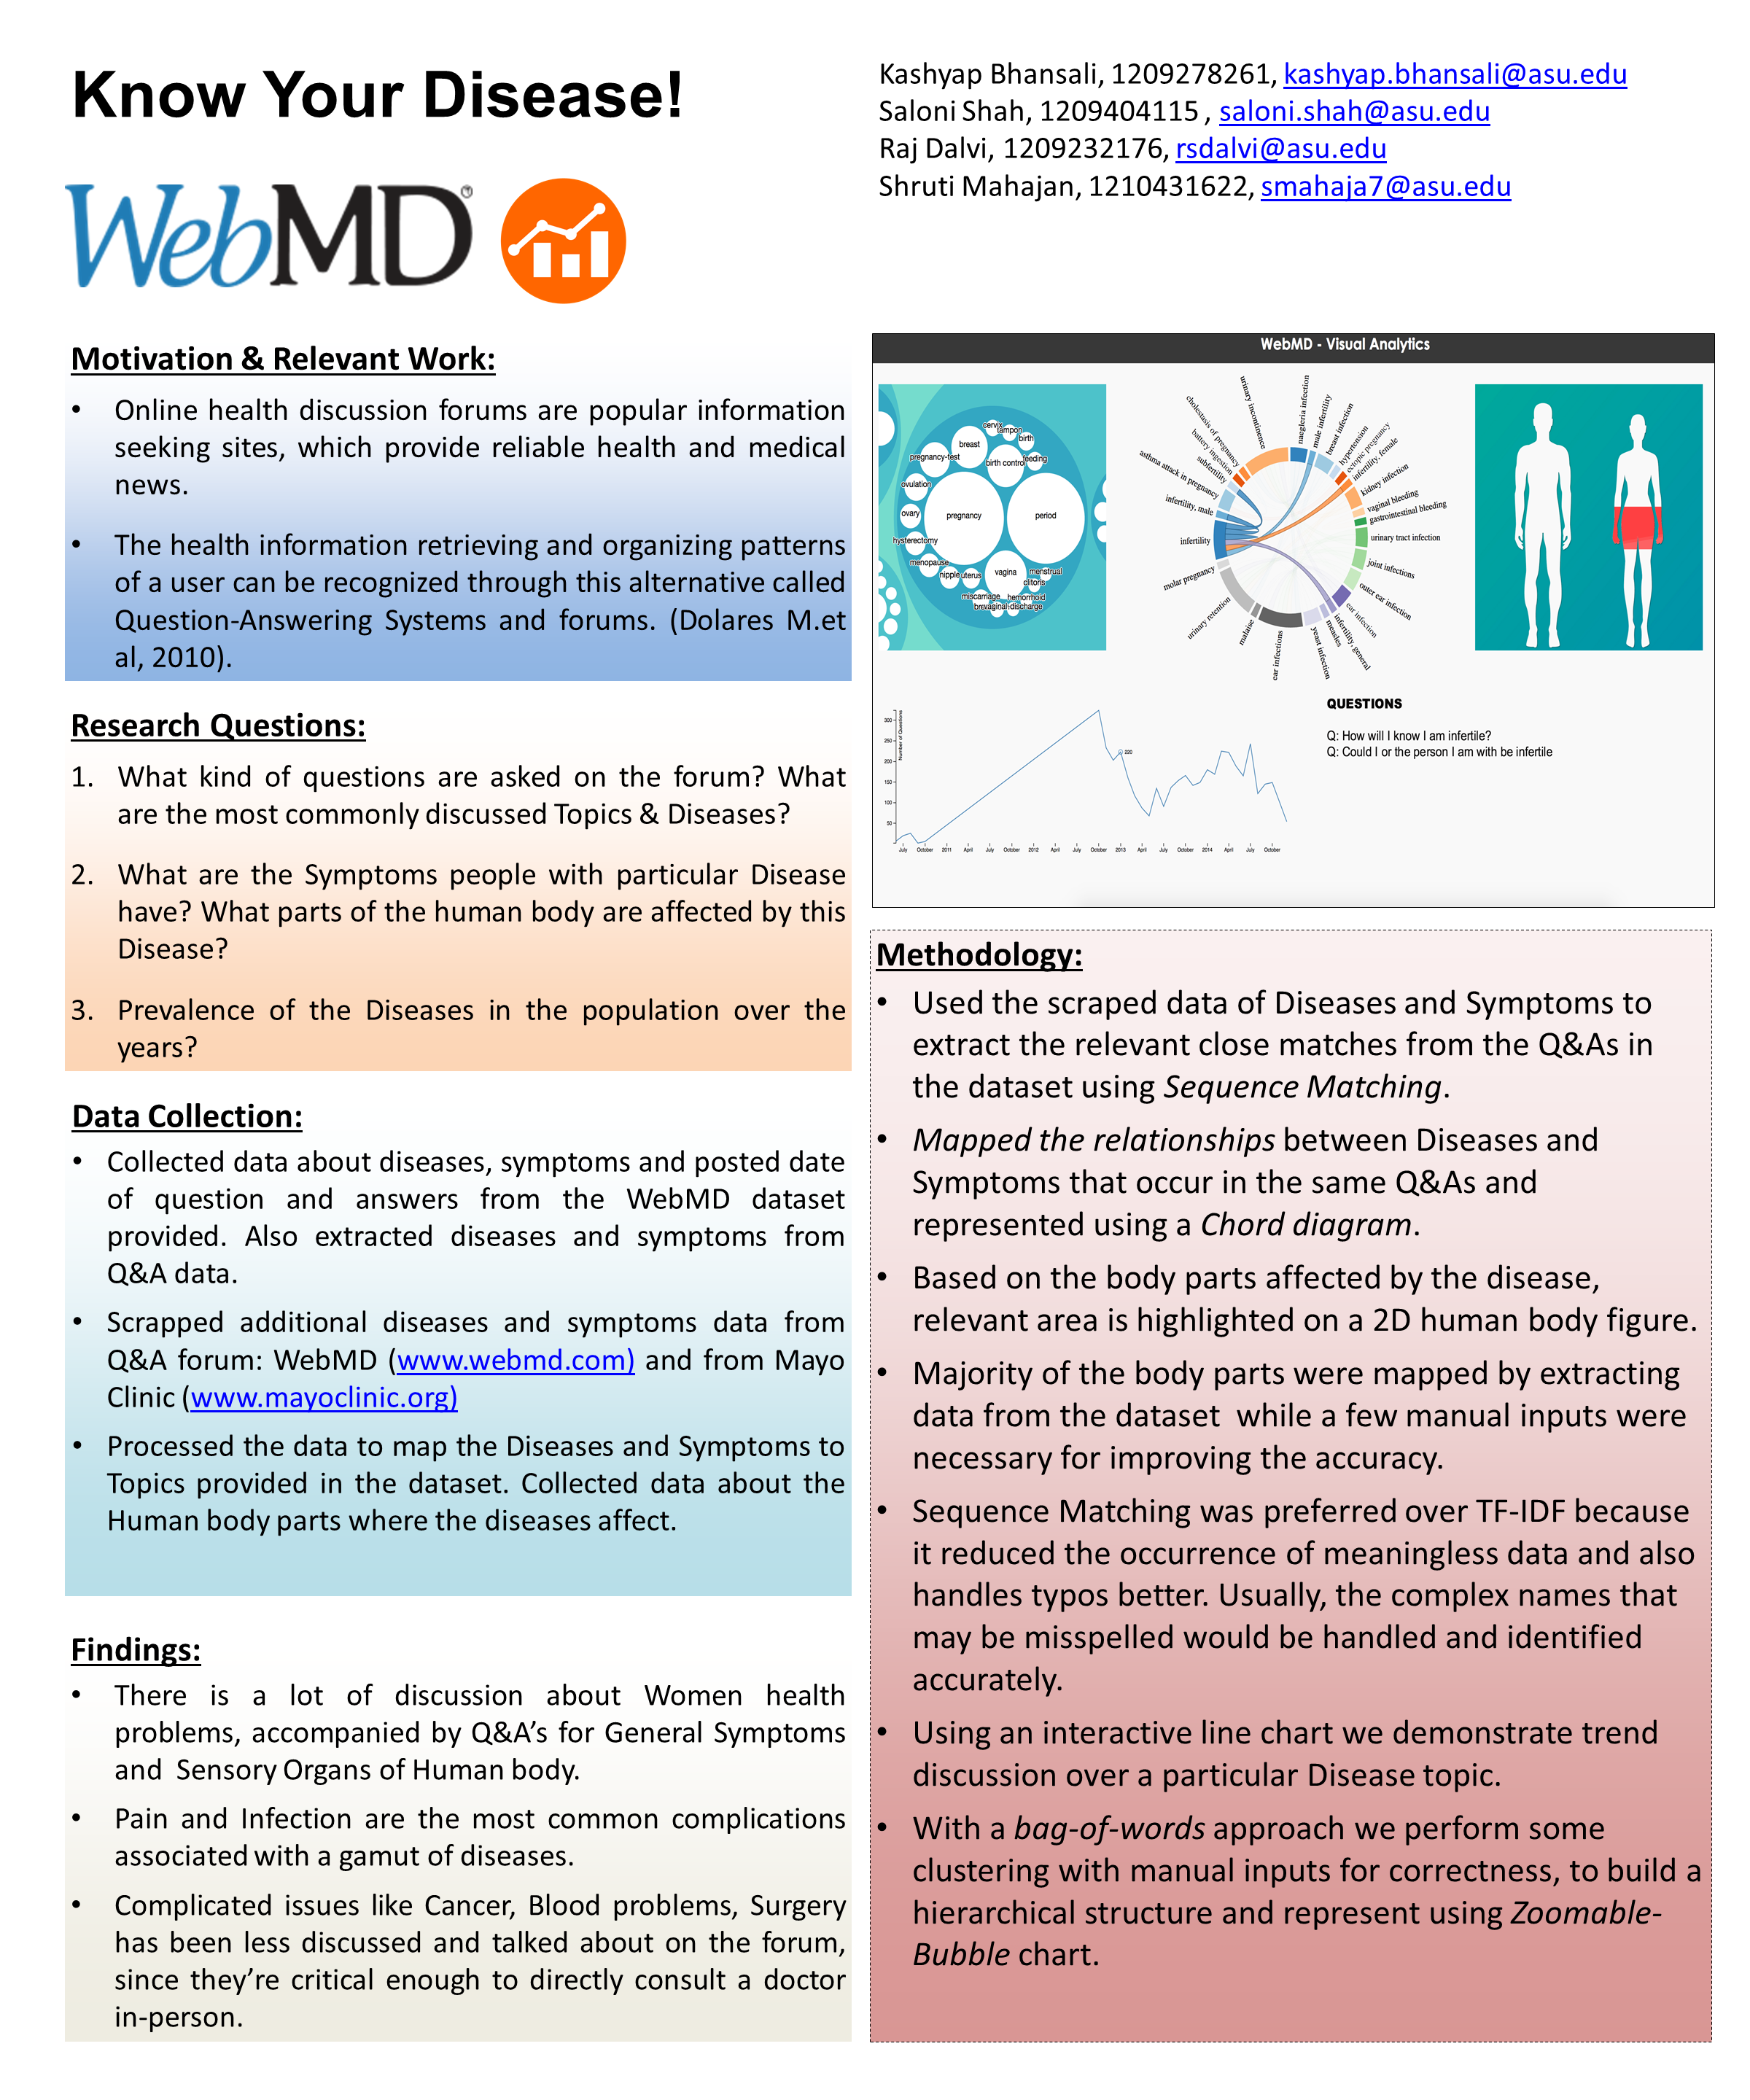 Know Your Disease!
WebMD®
Kashyap Bhansali, 1209278261, kashyap.bhansali@asu.edu
Saloni Shah, 1209404115 , saloni.shah@asu.edu
Raj Dalvi, 1209232176, rsdalvi@asu.edu
Shruti Mahajan, 1210431622, smahaja7@asu.edu
Motivation & Relevant Work:
• Online health discussion forums are popular information
seeking sites, which provide reliable health and medical
news.
• The health information retrieving and organizing patterns
of a user can be recognized through this alternative called
Question-Answering Systems and forums. (Dolares M.et
al, 2010).
Research Questions:
1. What kind of questions are asked on the forum? What
are the most commonly discussed Topics & Diseases?
2. What are the Symptoms people with particular Disease
have? What parts of the human body are affected by this
Disease?
3. Prevalence of the Diseases in the population over the
years?
Data Collection:
• Collected data about diseases, symptoms and posted date
of question and answers from the WebMD dataset
provided. Also extracted diseases and symptoms from
Q&A data.
• Scrapped additional diseases and symptoms data from
Q&A forum: WebMD (www.webmd.com) and from Mayo
Clinic (www.mayoclinic.org)
• Processed the data to map the Diseases and Symptoms to
Topics provided in the dataset. Collected data about the
Human body parts where the diseases affect.
Findings:
• There is a lot of discussion about Women health
problems, accompanied by Q&A’s for General Symptoms
and Sensory Organs of Human body.
• Pain and Infection are the most common complications
associated with a gamut of diseases.
• Complicated issues like Cancer, Blood problems, Surgery
has been less discussed and talked about on the forum,
since they’re critical enough to directly consult a doctor
in-person.
WebMD - Visual Analytics
cervix
tampon
birth
breast
pregnancy-test
birth control
feeding
ovulation
ovary
pregnancy
period
hysterectomy
menopause
nipple
uterus
vagina
menstrual
clitoris
miscarriage
hemorrhoid
discharge
urinary incontinence
cholestasis of pregnancy
battery ingestion
subfertility
asthma attack in pregnancy
infertility, male
infertility
molar pregnancy
urinary retention
malaise
ear infections
yeast infection
measles
infertility, general
ear infection
outer ear infection
joint infections
urinary tract infection
gastrointestinal bleeding
vaginal bleeding
kidney infection
infertility, female
ectopic pregnancy
hypertension
breast infection
male infertility
naegleria infection
Number of Questions
300
250
200
150
100
50
220
July
October
2011
April
July
October
2012
April
July
October
2013
April
July
October
2014
April
July
October
QUESTIONS
Q: How will I know I am infertile?
Q: Could I or the person I am with be infertile
Methodology:
• Used the scraped data of Diseases and Symptoms to
extract the relevant close matches from the Q&As in
the dataset using Sequence Matching.
• Mapped the relationships between Diseases and
Symptoms that occur in the same Q&As and
represented using a Chord diagram.
• Based on the body parts affected by the disease,
relevant area is highlighted on a 2D human body figure.
• Majority of the body parts were mapped by extracting
data from the dataset while a few manual inputs were
necessary for improving the accuracy.
• Sequence Matching was preferred over TF-IDF because
it reduced the occurrence of meaningless data and also
handles typos better. Usually, the complex names that
may be misspelled would be handled and identified
accurately.
• Using an interactive line chart we demonstrate trend
discussion over a particular Disease topic.
• With a bag-of-words approach we perform some
clustering with manual inputs for correctness, to build a
hierarchical structure and represent using Zoomable-
Bubble chart.